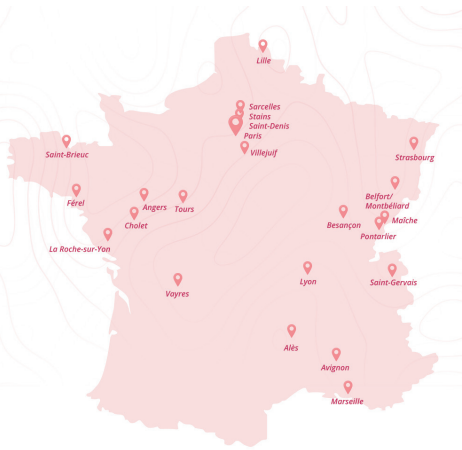 Lille
Sarcelles
Stains
Saint-Denis
Paris
Villejuif
Saint-Brieuc
Strasbourg
Belfort/
Montbéliard
Férel
Angers
Tours
Maîche
Cholet
Besançon
Pontarlier
La Roche-sur-Yon
Lyon
Saint-Gervais
Vayres
Alès
Avignon
Marseille